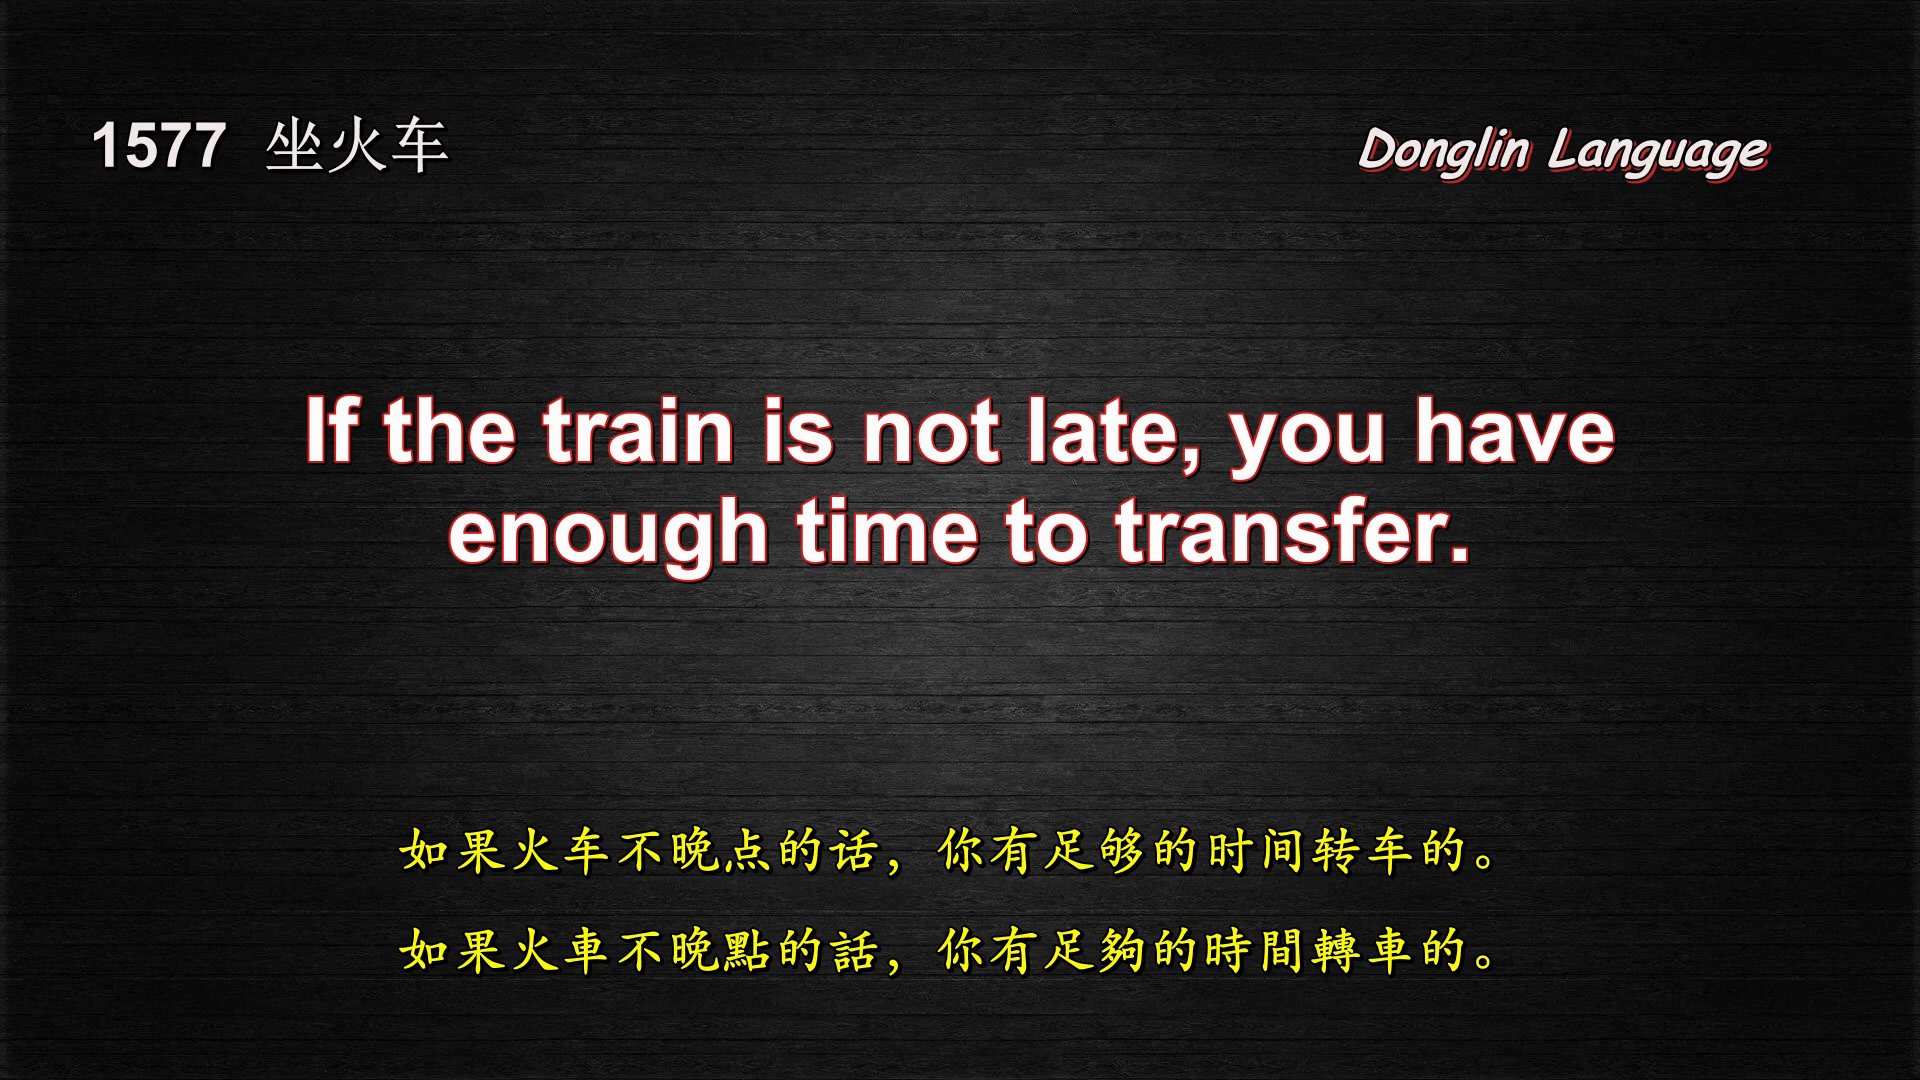 1577 坐火车
Donglin Language
If the train is not late, you have
enough time to transfer.
如果火车不晚点的话，你有足够的时间转车的。
如果火車不晚點的話，你有足夠的時間轉車的。